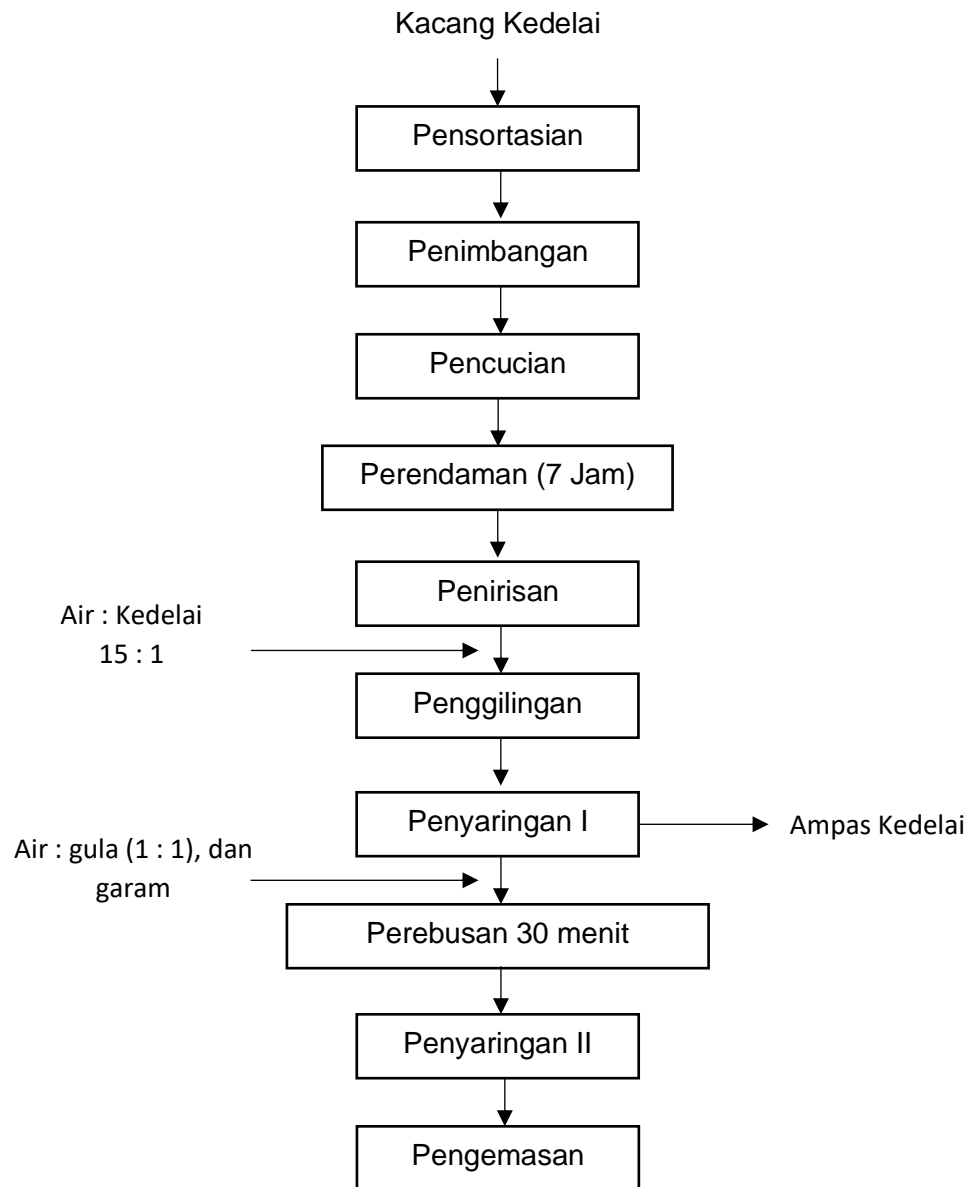 Kacang Kedelai
Pensortasian
Penimbangan
Pencucian
Perendaman (7 Jam)
Penirisan
Air : Kedelai
15 : 1
Penggilingan
Penyaringan I
Ampas Kedelai
Air : gula (1 : 1), dan
garam
Perebusan 30 menit
Penyaringan II
Pengemasan